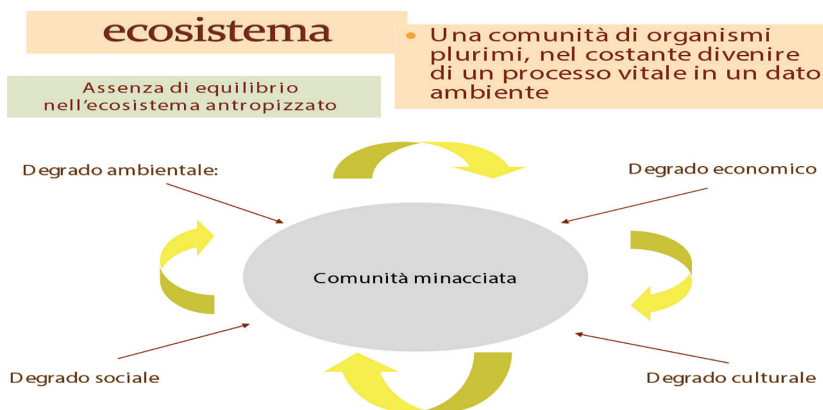 ecosistema
• Una comunità di organismi
plurimi, nel costante divenire
di un processo vitale in un dato
ambiente
Assenza di equilibrio
nell'ecosistema antropizzato
Degrado ambientale:
Degrado economico
Comunità minacciata
Degrado sociale
Degrado culturale